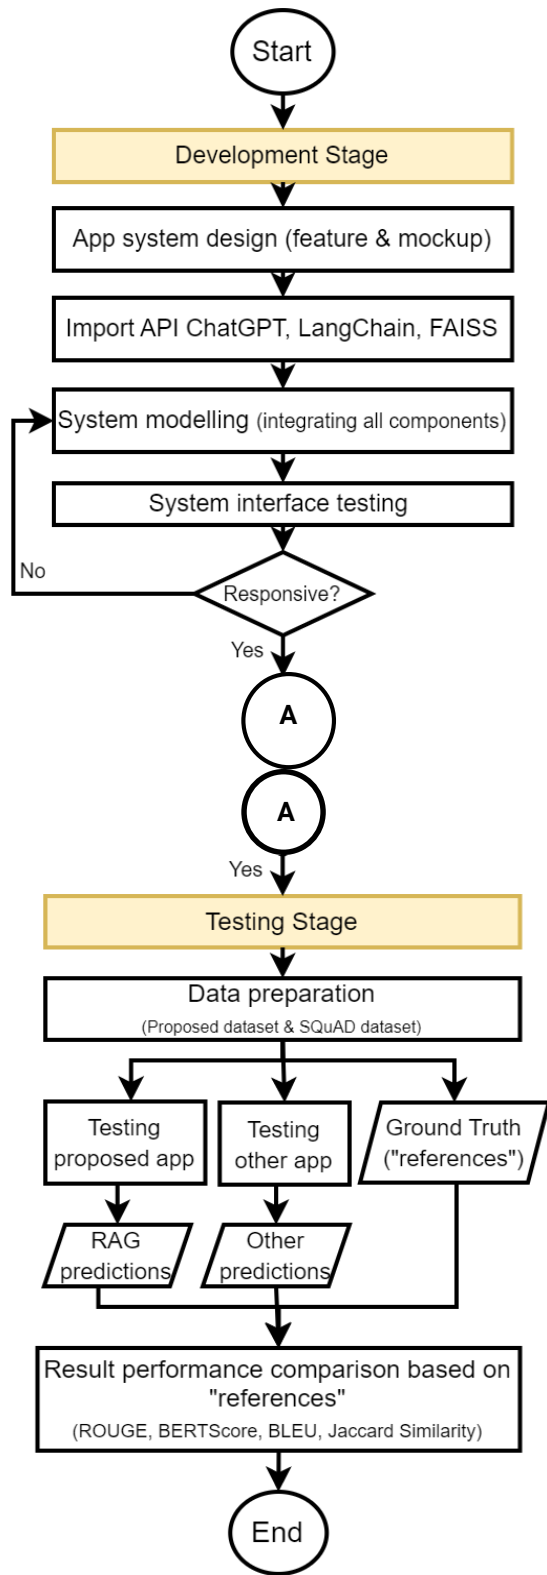 Start
Development Stage
App system design (feature & mockup)
Import API ChatGPT, LangChain, FAISS
System modelling (integrating all components)
System interface testing
No
Responsive?
Yes
A
A
Yes
Testing Stage
Data preparation
(Proposed dataset & SQuAD dataset)
Testing
proposed app
Testing
other app
Ground Truth
("references")
RAG
predictions
Other
predictions
Result performance comparison based on
"references"
(ROUGE, BERTScore, BLEU, Jaccard Similarity)
End